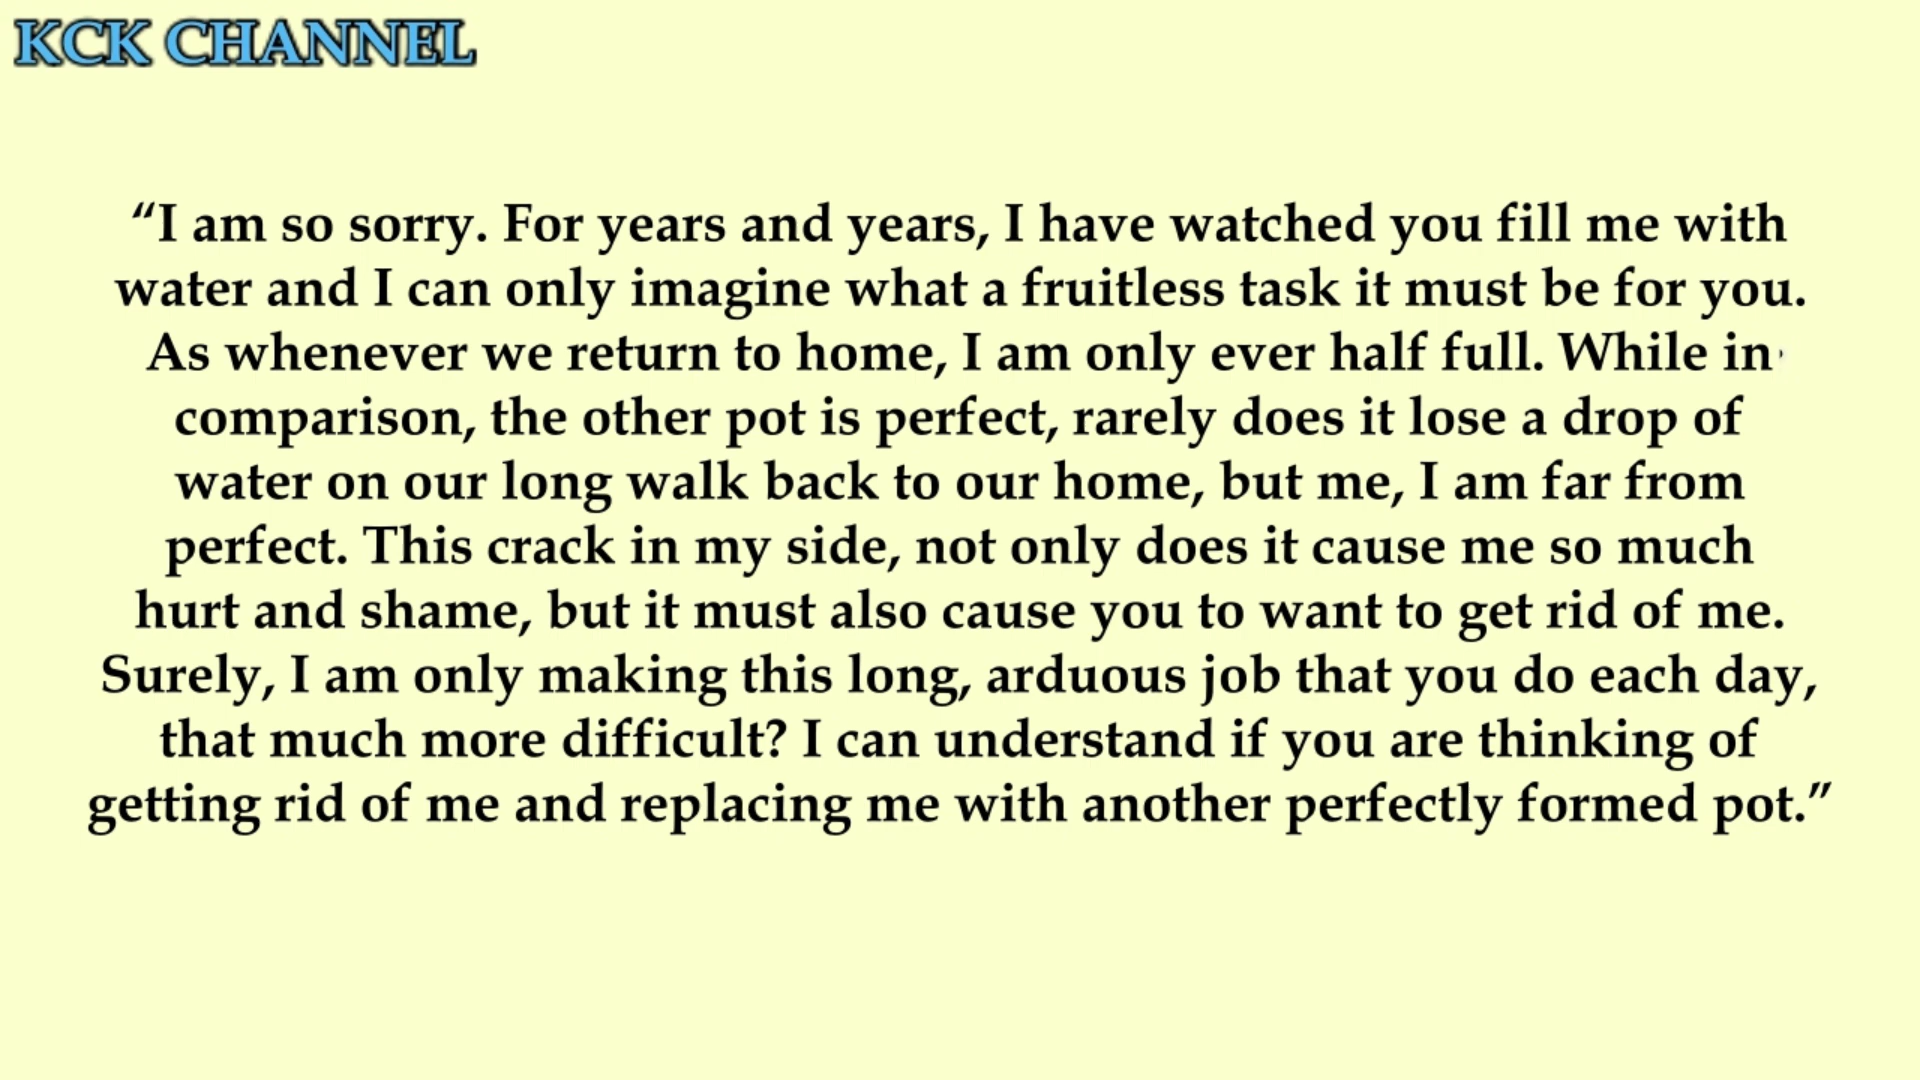 KCK CHANNEL
“I am so sorry. For years and years, I have watched you fill me with
water and I can only imagine what a fruitless task it must be for you.
As whenever we return to home, I am only ever half full. While in
comparison, the other pot is perfect, rarely does it lose a drop of
water on our long walk back to our home, but me, I am far from
perfect. This crack in my side, not only does it cause me so much
hurt and shame, but it must also cause you to want to get rid of me.
Surely, I am only making this long, arduous job that you do each day,
that much more difficult? I can understand if you are thinking of
getting rid of me and replacing me with another perfectly formed pot.”